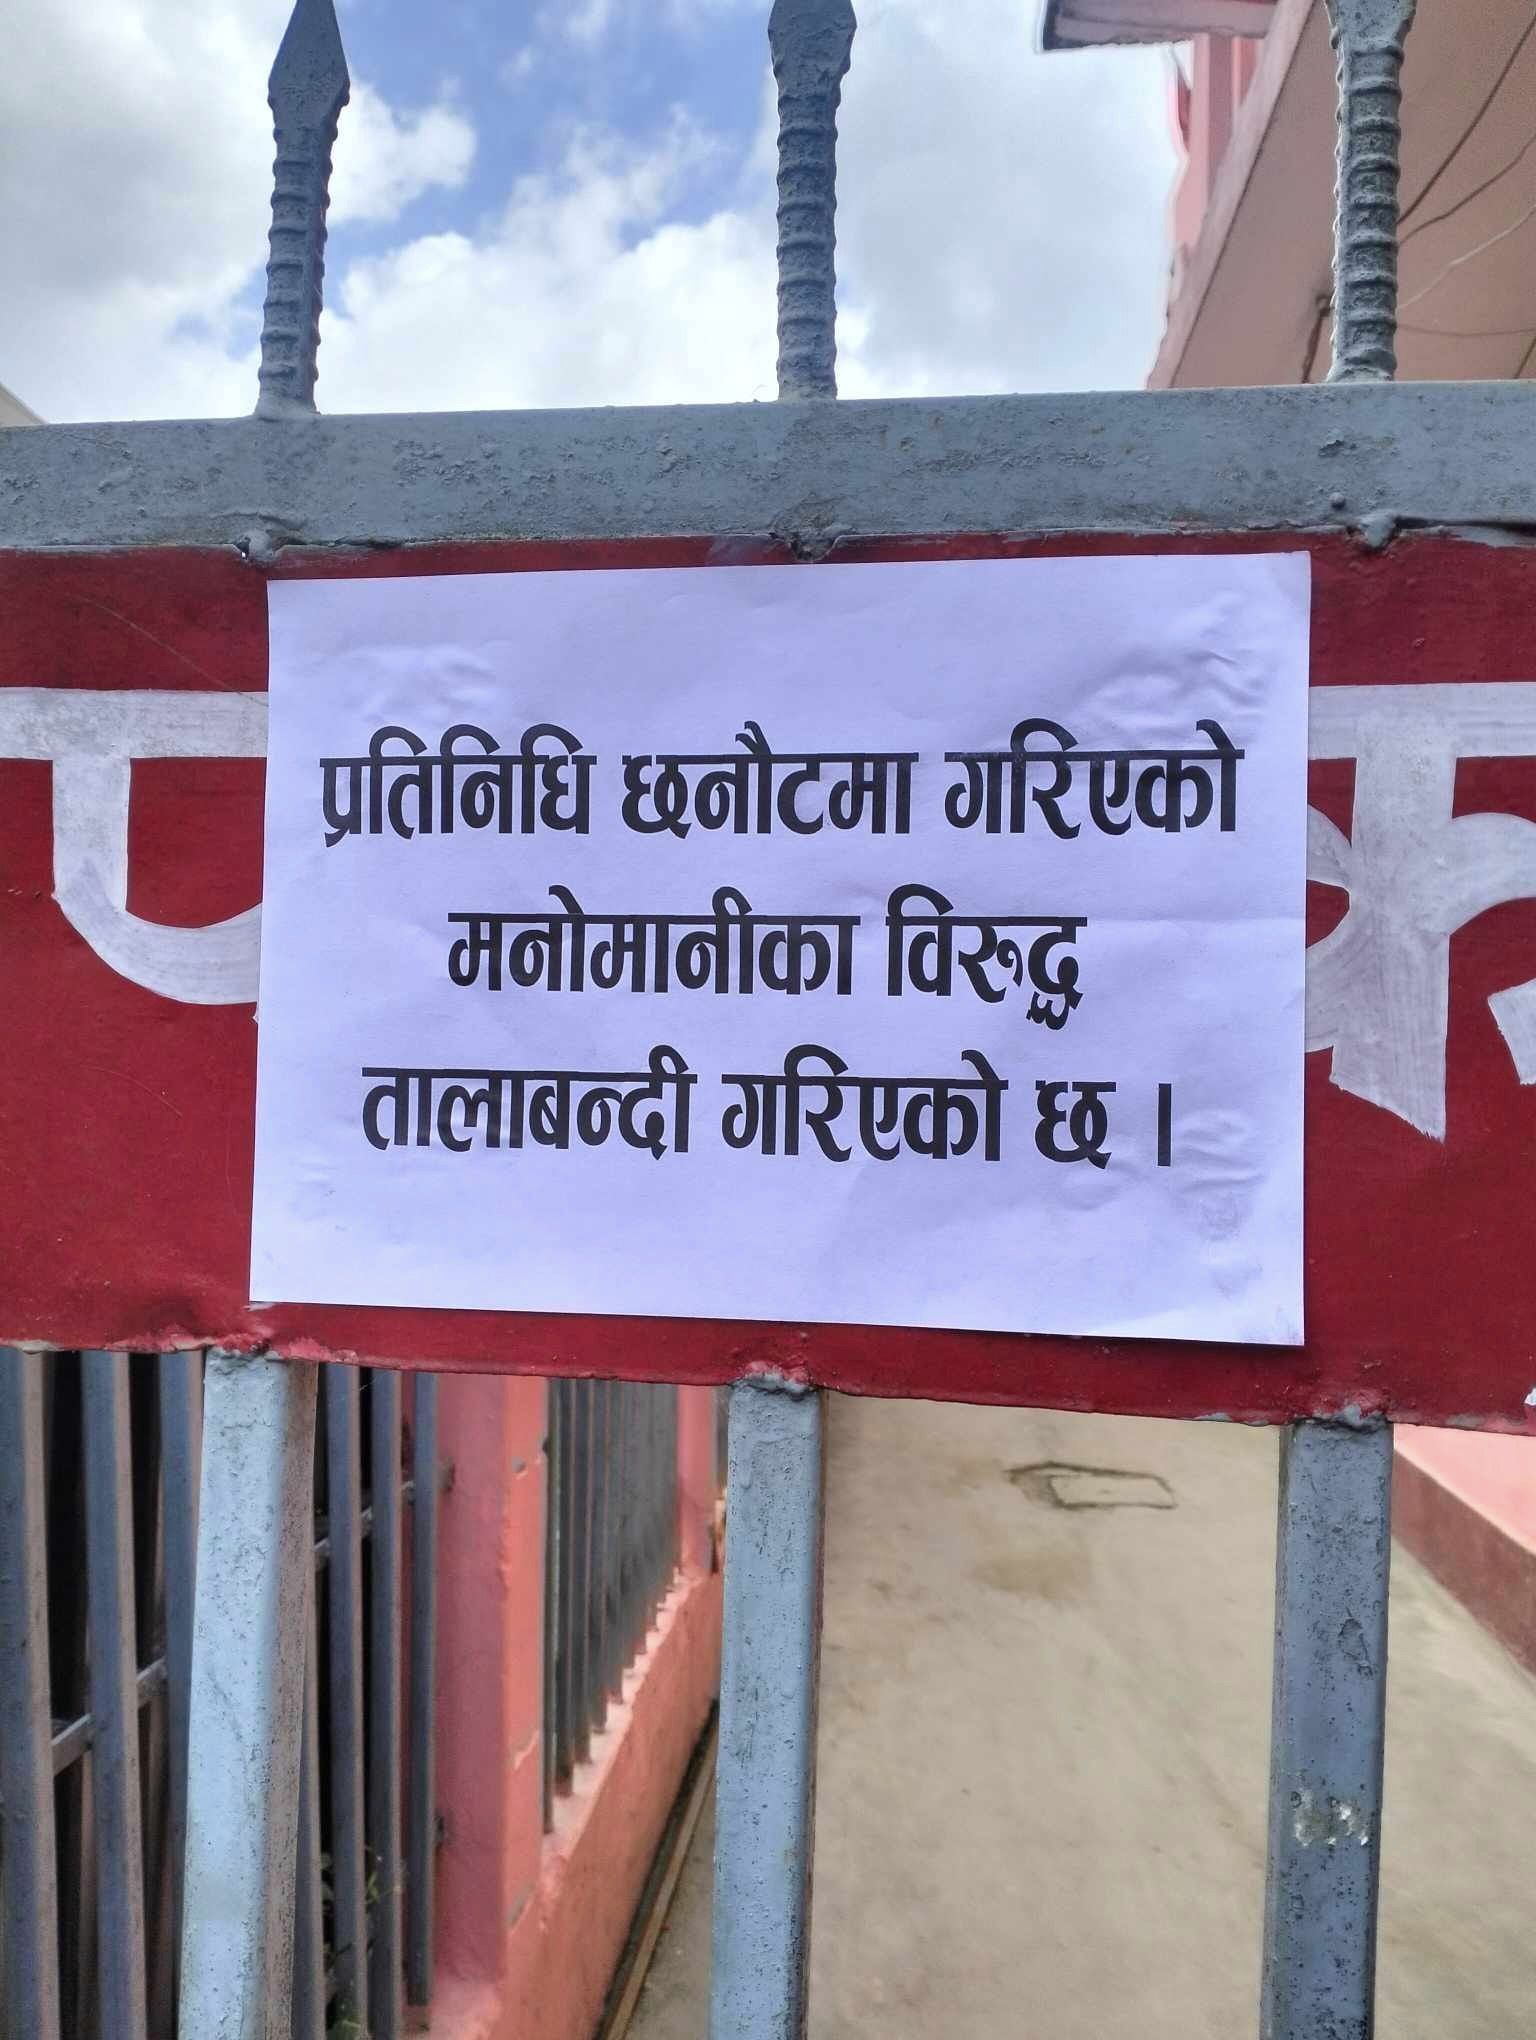 प्रतिनिधि छनौटमा गरिएको
मनोमानीका विरुद्ध
तालाबन्दी गरिएको छ ।